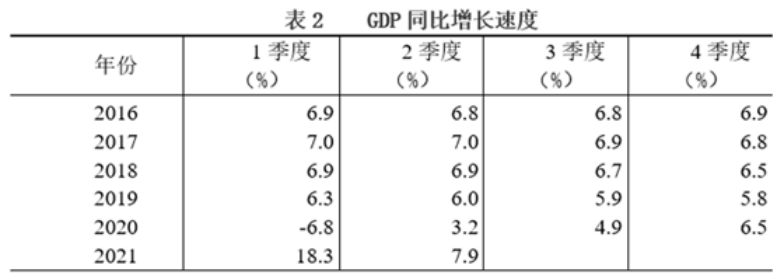 表 2 GDP 同比增长速度
年份 1 季度 (%) 2 季度 (%) 3 季度 (%) 4 季度 (%)
2016 6.9 6.8 6.8 6.9
2017 7.0 7.0 6.9 6.8
2018 6.9 6.9 6.7 6.5
2019 6.3 6.0 5.9 5.8
2020 -6.8 3.2 4.9 6.5
2021 18.3 7.9